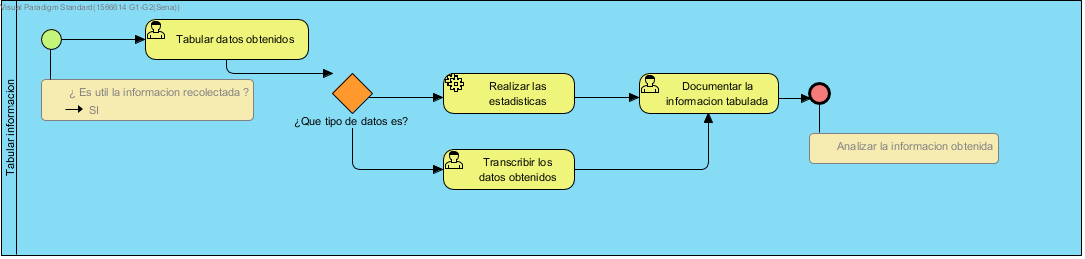 Visual Paradigm Standard(1566614 G1-G2(Sena))
Tabular informacion
Tabular datos obtenidos
¿ Es util la informacion recolectada ?
SI
¿Que tipo de datos es?
Realizar las
estadisticas
Documentar la
informacion tabulada
Transcribir los
datos obtenidos
Analizar la informacion obtenida